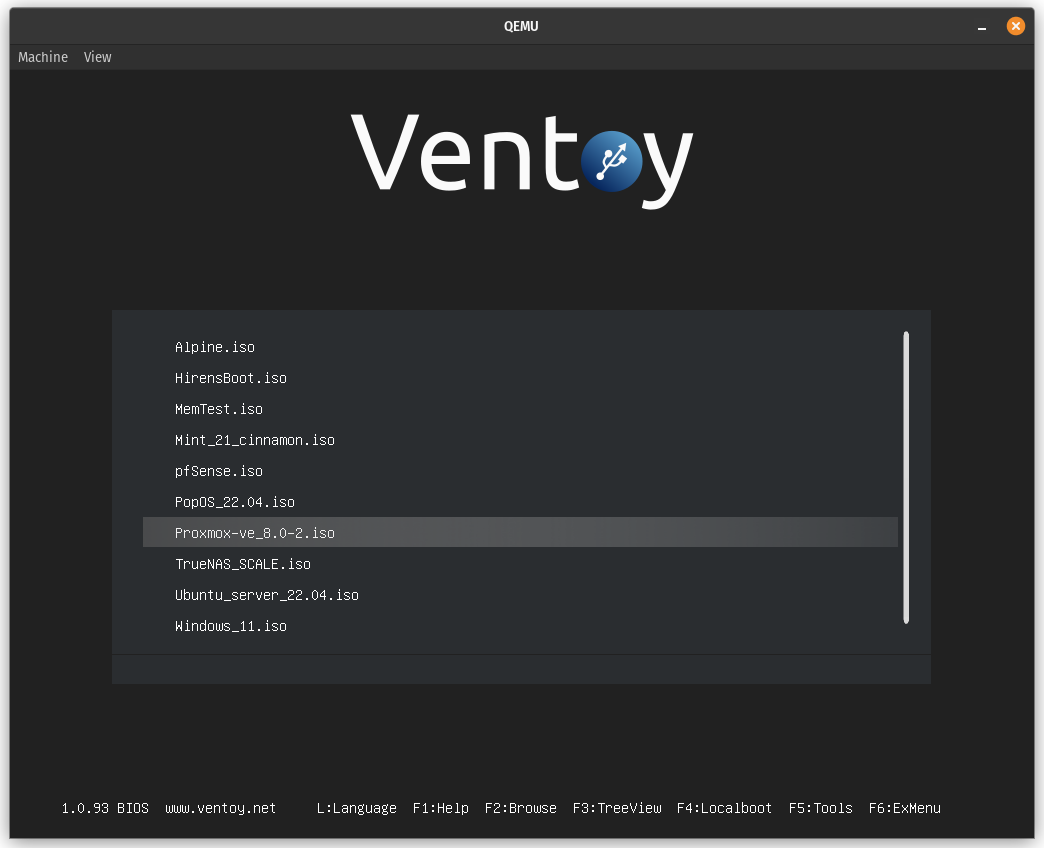 QEMU
Machine View
Ventoy
Alpine.iso
HirensBoot.iso
MemTest.iso
Mint_21_cinnamon.iso
pfSense.iso
PopOS_22.04.iso
Proxmox-ve_8.0-2.iso
TrueNAS_SCALE.iso
Ubuntu_server_22.04.iso
Windows_11.iso
1.0.93 BIOS www.ventoy.net L:Language F1:Help F2:Browse F3:TreeView F4:Localboot F5:Tools F6:ExMenu